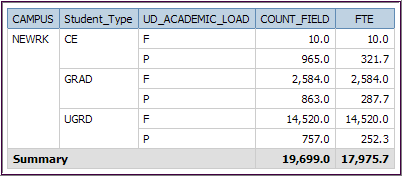 CAMPUS Student_Type UD_ACADEMIC_LOAD COUNT_FIELD FTE
NEWRK CE F 10.0 10.0
P 965.0 321.7
GRAD F 2,584.0 2,584.0
P 863.0 287.7
UGRD F 14,520.0 14,520.0
P 757.0 252.3
Summary 19,699.0 17,975.7